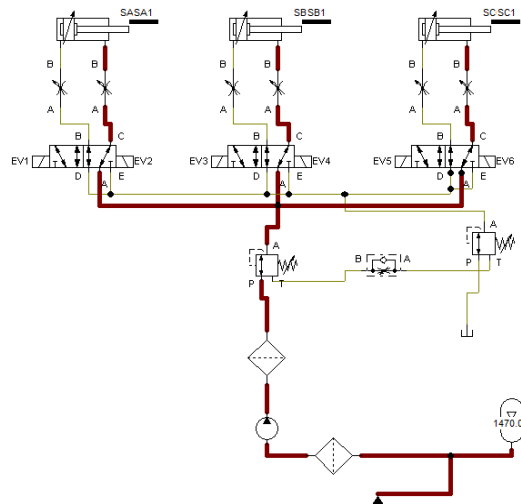 SASA1 SBSB1 SCSC1
B B B B B B
A A A A A A
B C B C B C
EV1 EV2 EV3 EV4 EV5 EV6
T T T T T T
D A E D A E D A E
A A
B A
P T P T
1470.0